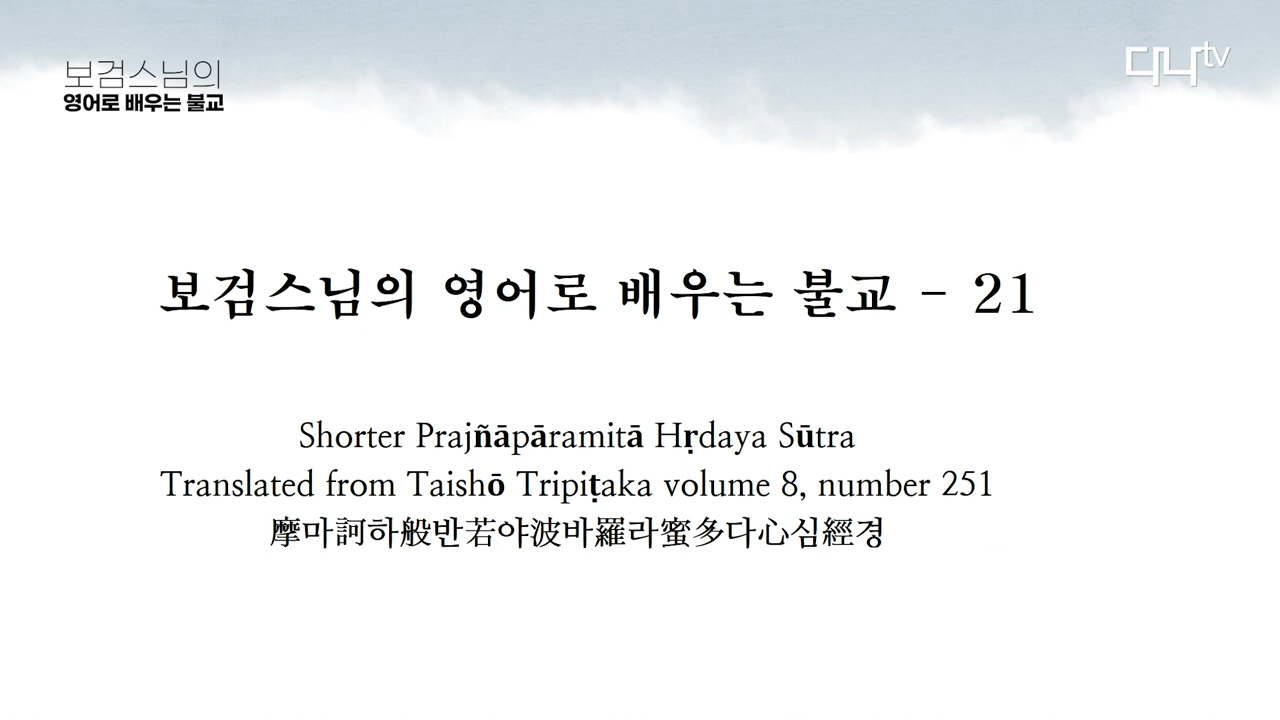 보검스님의
영어로 배우는 불교
다나tv
보검스님의 영어로 배우는 불교 - 21
Shorter Prajñāpāramitā Hṛdaya Sūtra
Translated from Taishō Tripiṭaka volume 8, number 251
摩마訶하般반若야波바羅라蜜多다心심經경